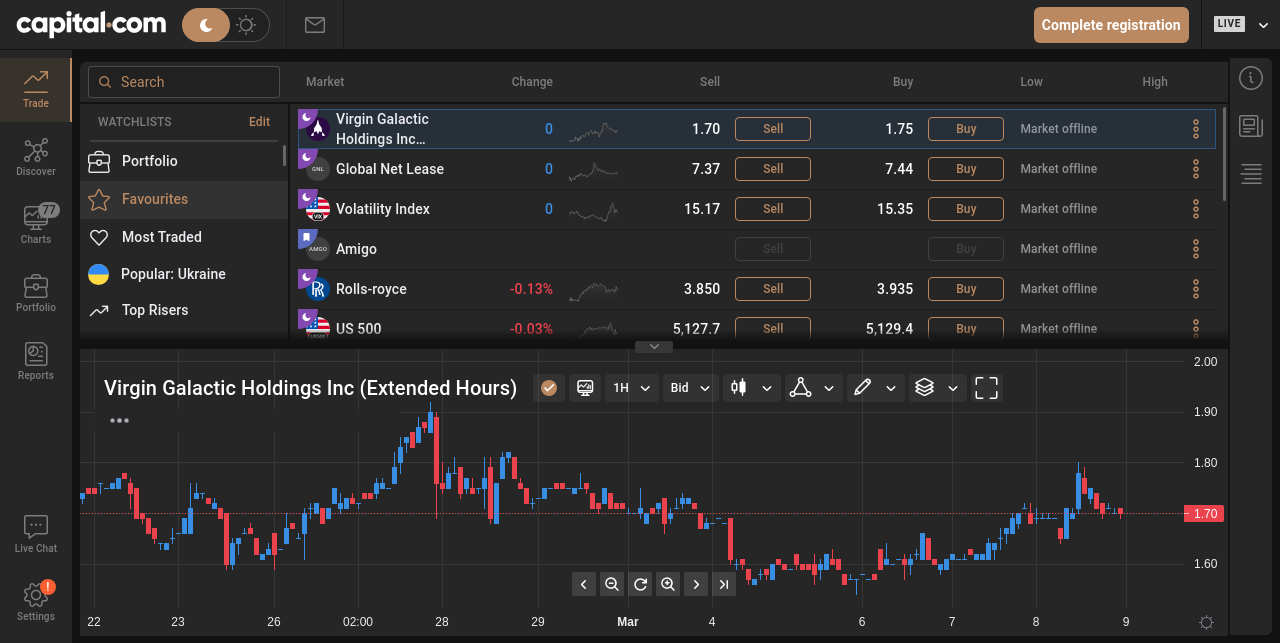 capital.com
Complete registration
LIVE
Trade
Discover
77
Charts
Portfolio
Reports
Live Chat
!
Settings
Search
WATCHLISTS Edit
Portfolio
Favourites
Most Traded
Popular: Ukraine
Top Risers
Market Change Sell Buy Low High
Virgin Galactic
Holdings Inc... 0 1.70 Sell 1.75 Buy Market offline
GNL Global Net Lease 0 7.37 Sell 7.44 Buy Market offline
VIX Volatility Index 0 15.17 Sell 15.35 Buy Market offline
AMGO Amigo Sell Buy Market offline
Rolls-royce -0.13% 3.850 Sell 3.935 Buy Market offline
US 500 -0.03% 5,127.7 Sell 5,129.4 Buy Market offline
Virgin Galactic Holdings Inc (Extended Hours) 1H Bid
2.00
1.90
1.80
1.70
1.60
22 23 26 02:00 28 29 Mar 4 6 7 8 9